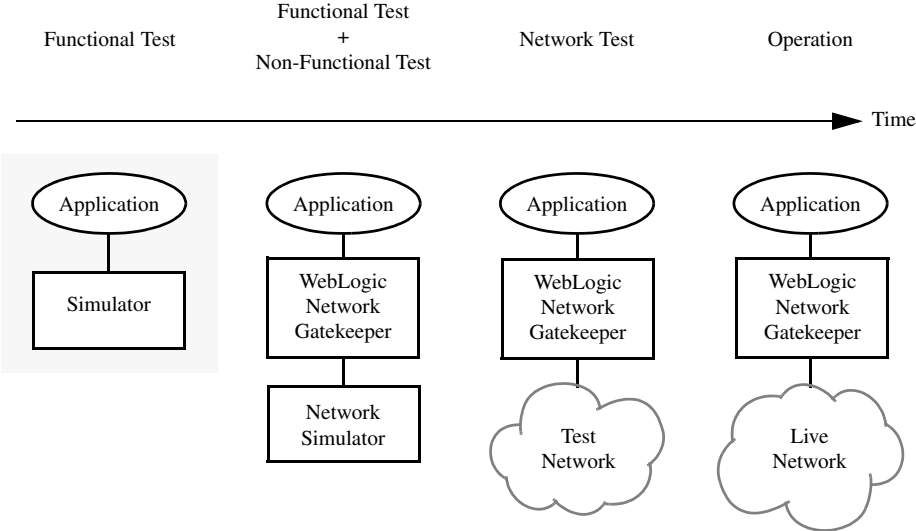 Functional Test
Functional Test
+
Non-Functional Test
Network Test
Operation
Time
Application
Simulator
Application
WebLogic
Network
Gatekeeper
Network
Simulator
Application
WebLogic
Network
Gatekeeper
Test
Network
Application
WebLogic
Network
Gatekeeper
Live
Network